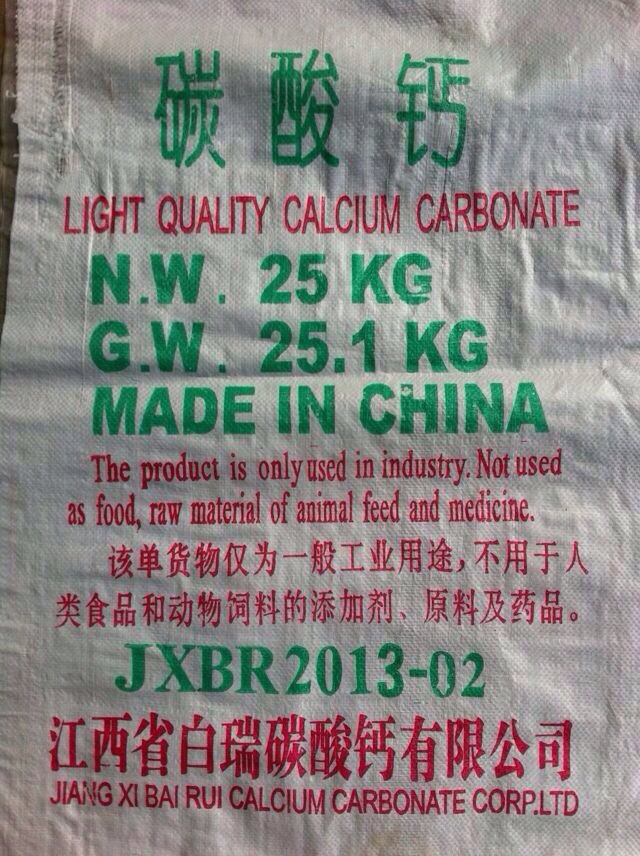 碳酸钙
LIGHT QUALITY CALCIUM CARBONATE
N.W. 25 KG
G.W. 25.1 KG
MADE IN CHINA
The product is only used in industry. Not used
as food, raw material of animal feed and medicine.
该单货物仅为一般工业用途，不用于人
类食品和动物饲料的添加剂、原料及药品。
JXBR2013-02
江西省白瑞碳酸钙有限公司
JIANG XI BAI RUI CALCIUM CARBONATE CORP.LTD